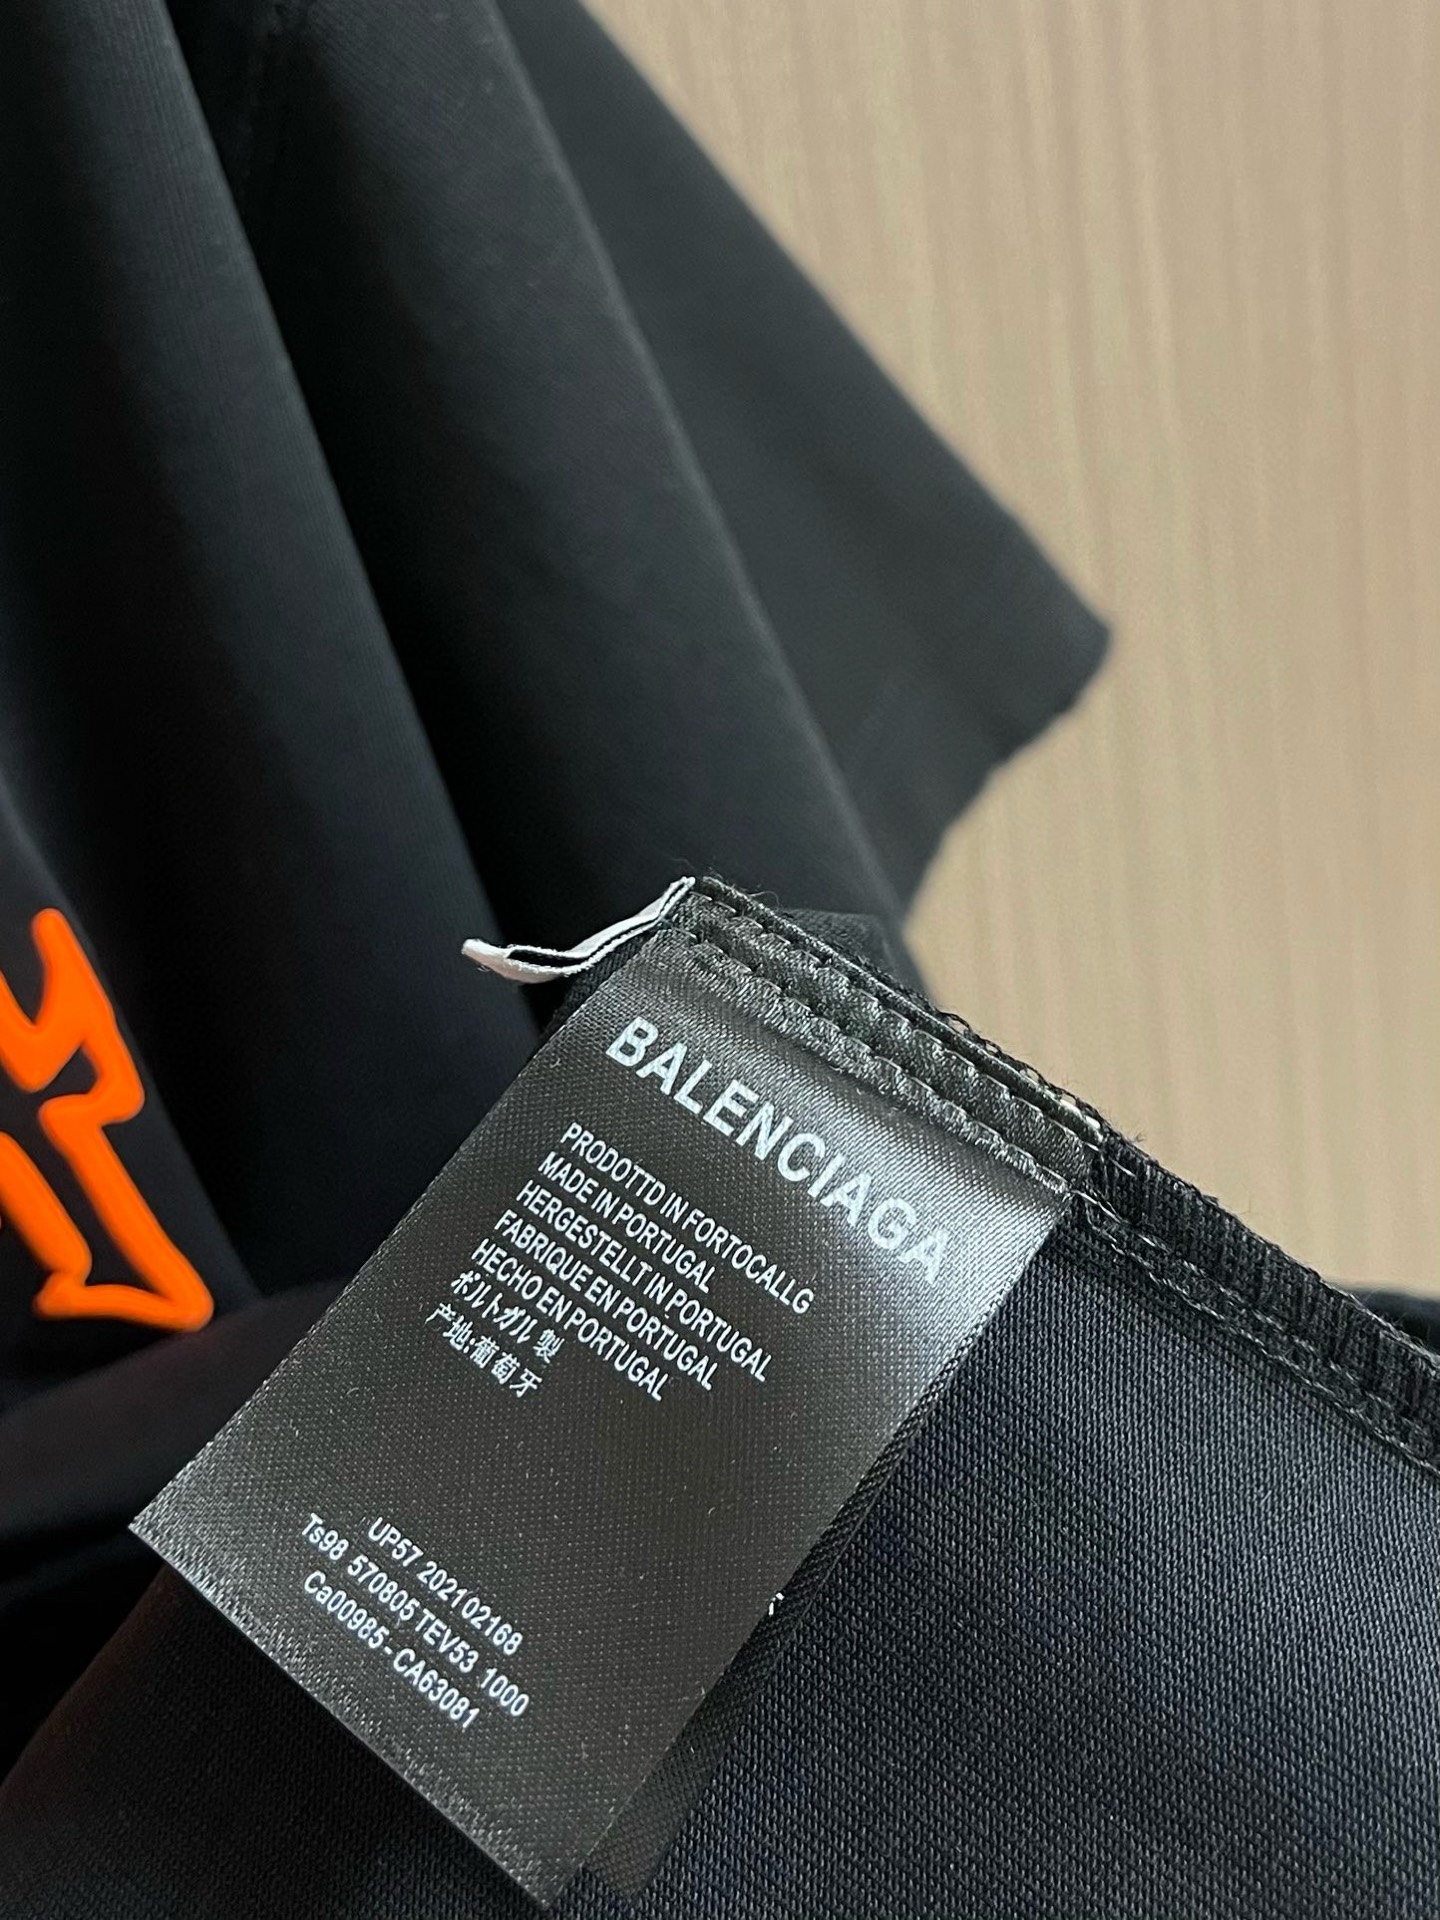 BALENCIAGA
PRODOTTD IN FORTOCALLG
MADE IN PORTUGAL
HERGESTELLT IN PORTUGAL
FABRIQUE EN PORTUGAL
HECHO EN PORTUGAL
ポルトガル 製
产地:葡萄牙
UP57 202102168
Ts98 570805 TEV53 1000
Ca00985-CA63081